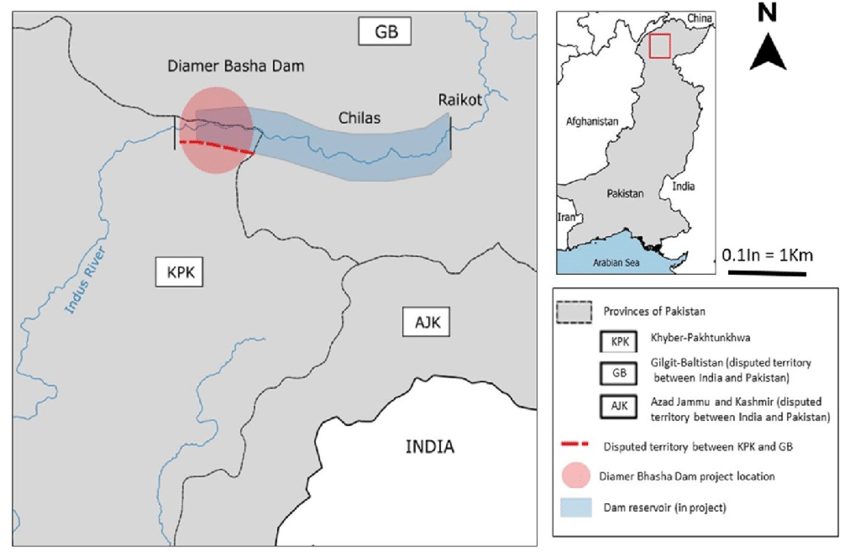 GB
Diamer Basha Dam
Chilas
Raikot
Indus River
KPK
AJK
INDIA
China
Afghanistan
Pakistan
India
Iran
Arabian Sea
N
0.1In = 1Km
Provinces of Pakistan
KPK Khyber-Pakhtunkhwa
GB Gilgit-Baltistan (disputed territory
between India and Pakistan)
AJK Azad Jammu and Kashmir (disputed
territory between India and Pakistan)
Disputed territory between KPK and GB
Diamer Bhasha Dam project location
Dam reservoir (in project)